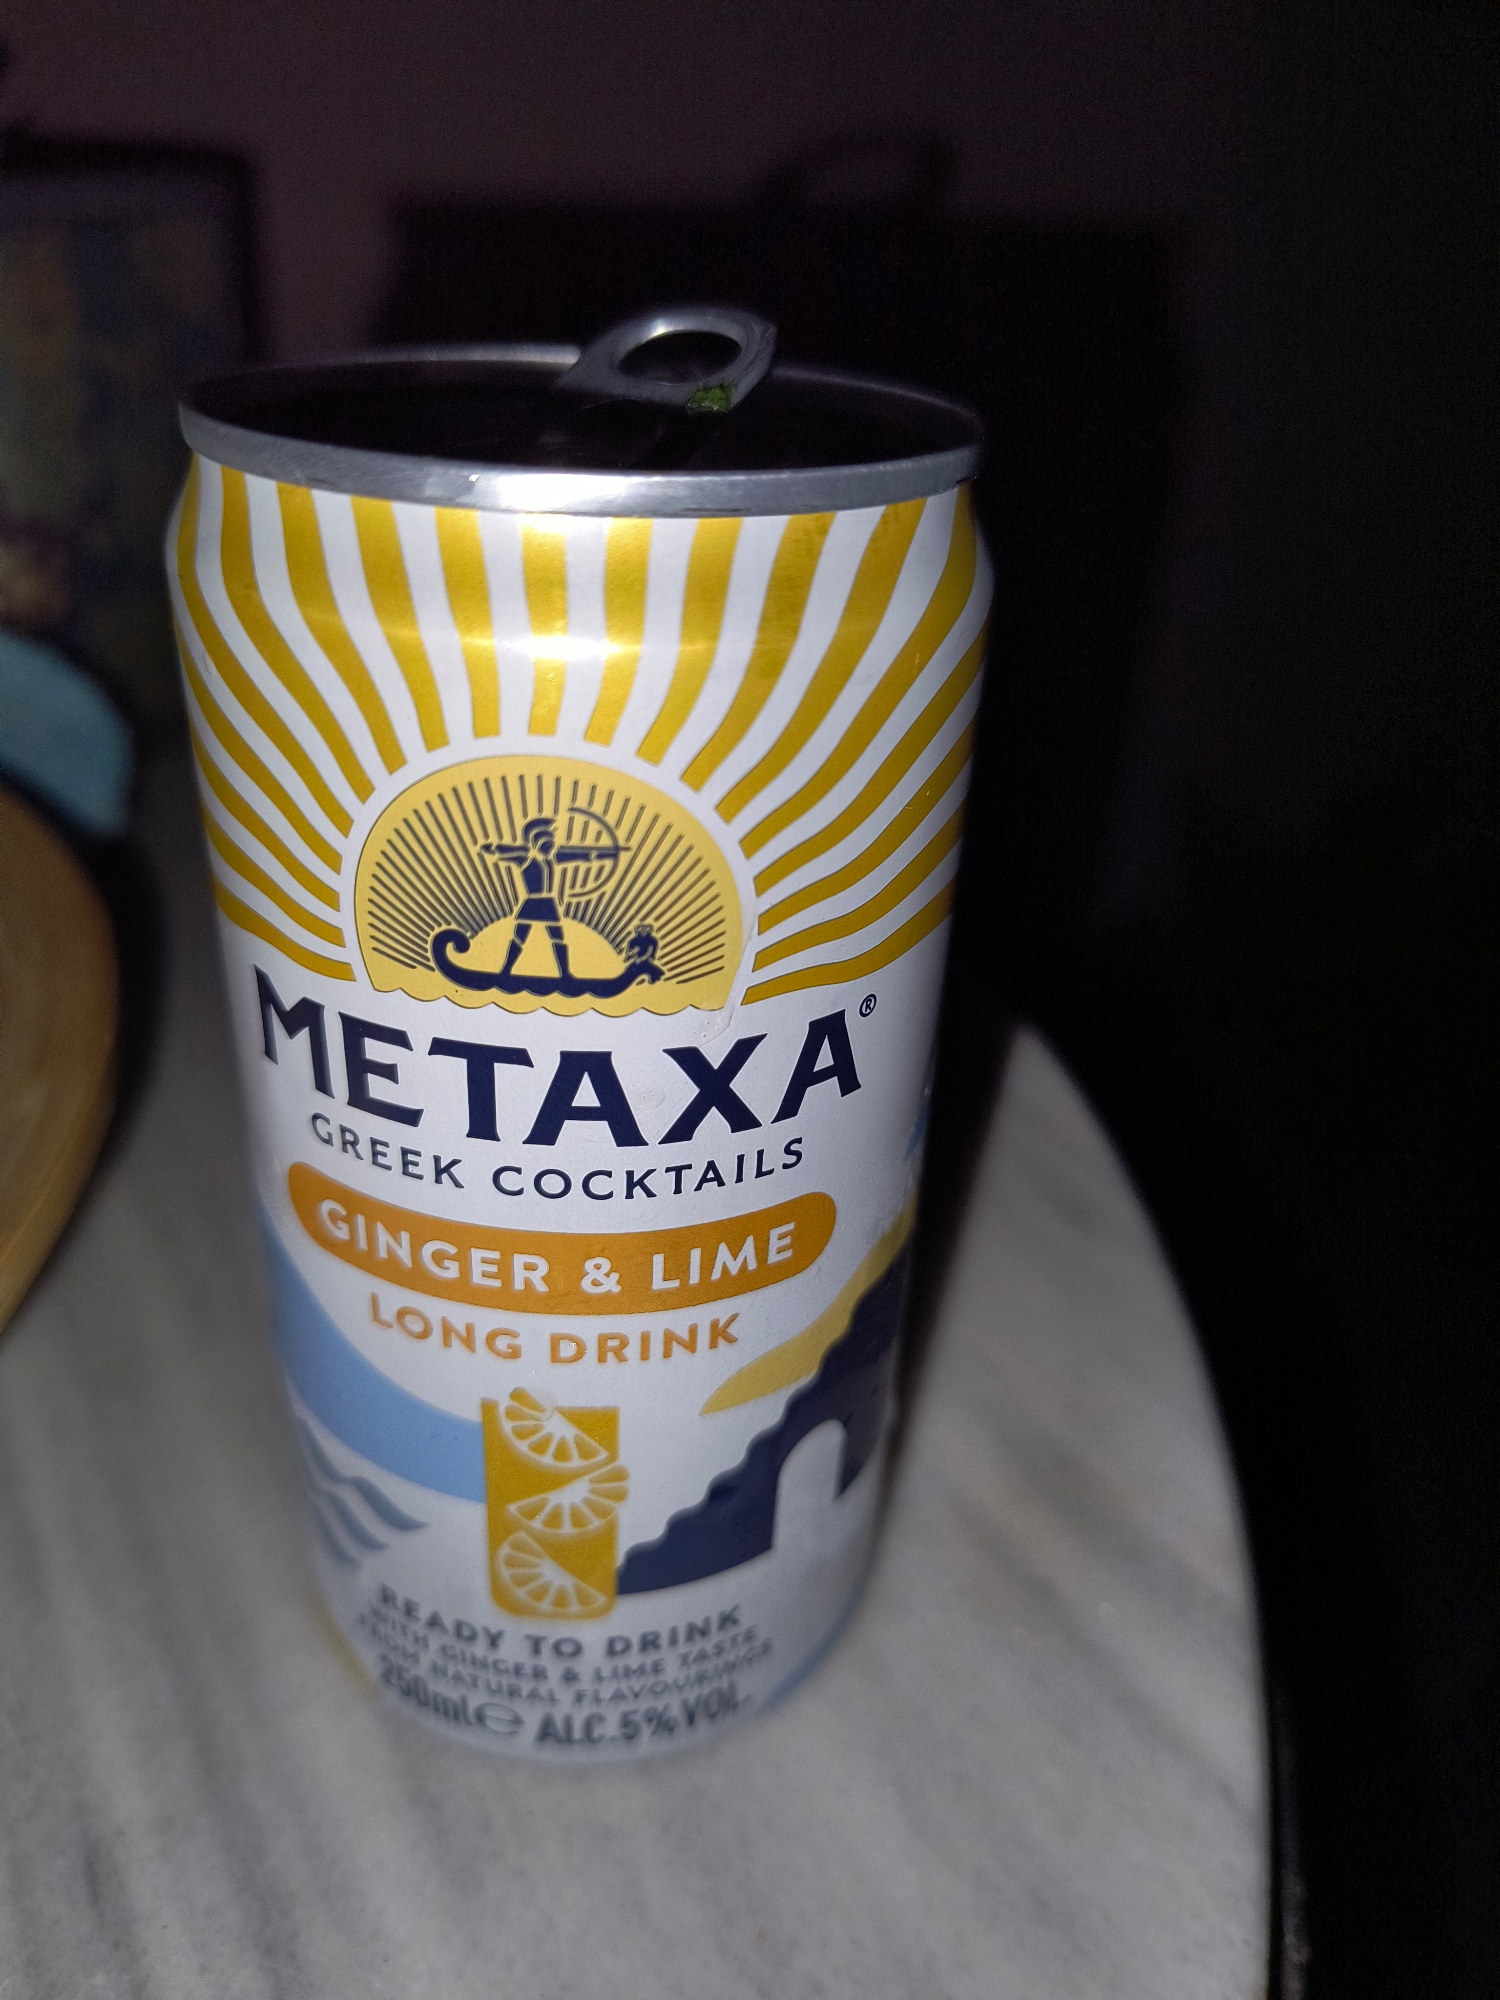 METAXA®
GREEK COCKTAILS
GINGER & LIME
LONG DRINK
READY TO DRINK
WITH GINGER & LIME TASTE
FROM NATURAL FLAVOURINGS
250ml e ALC.5%VOL.